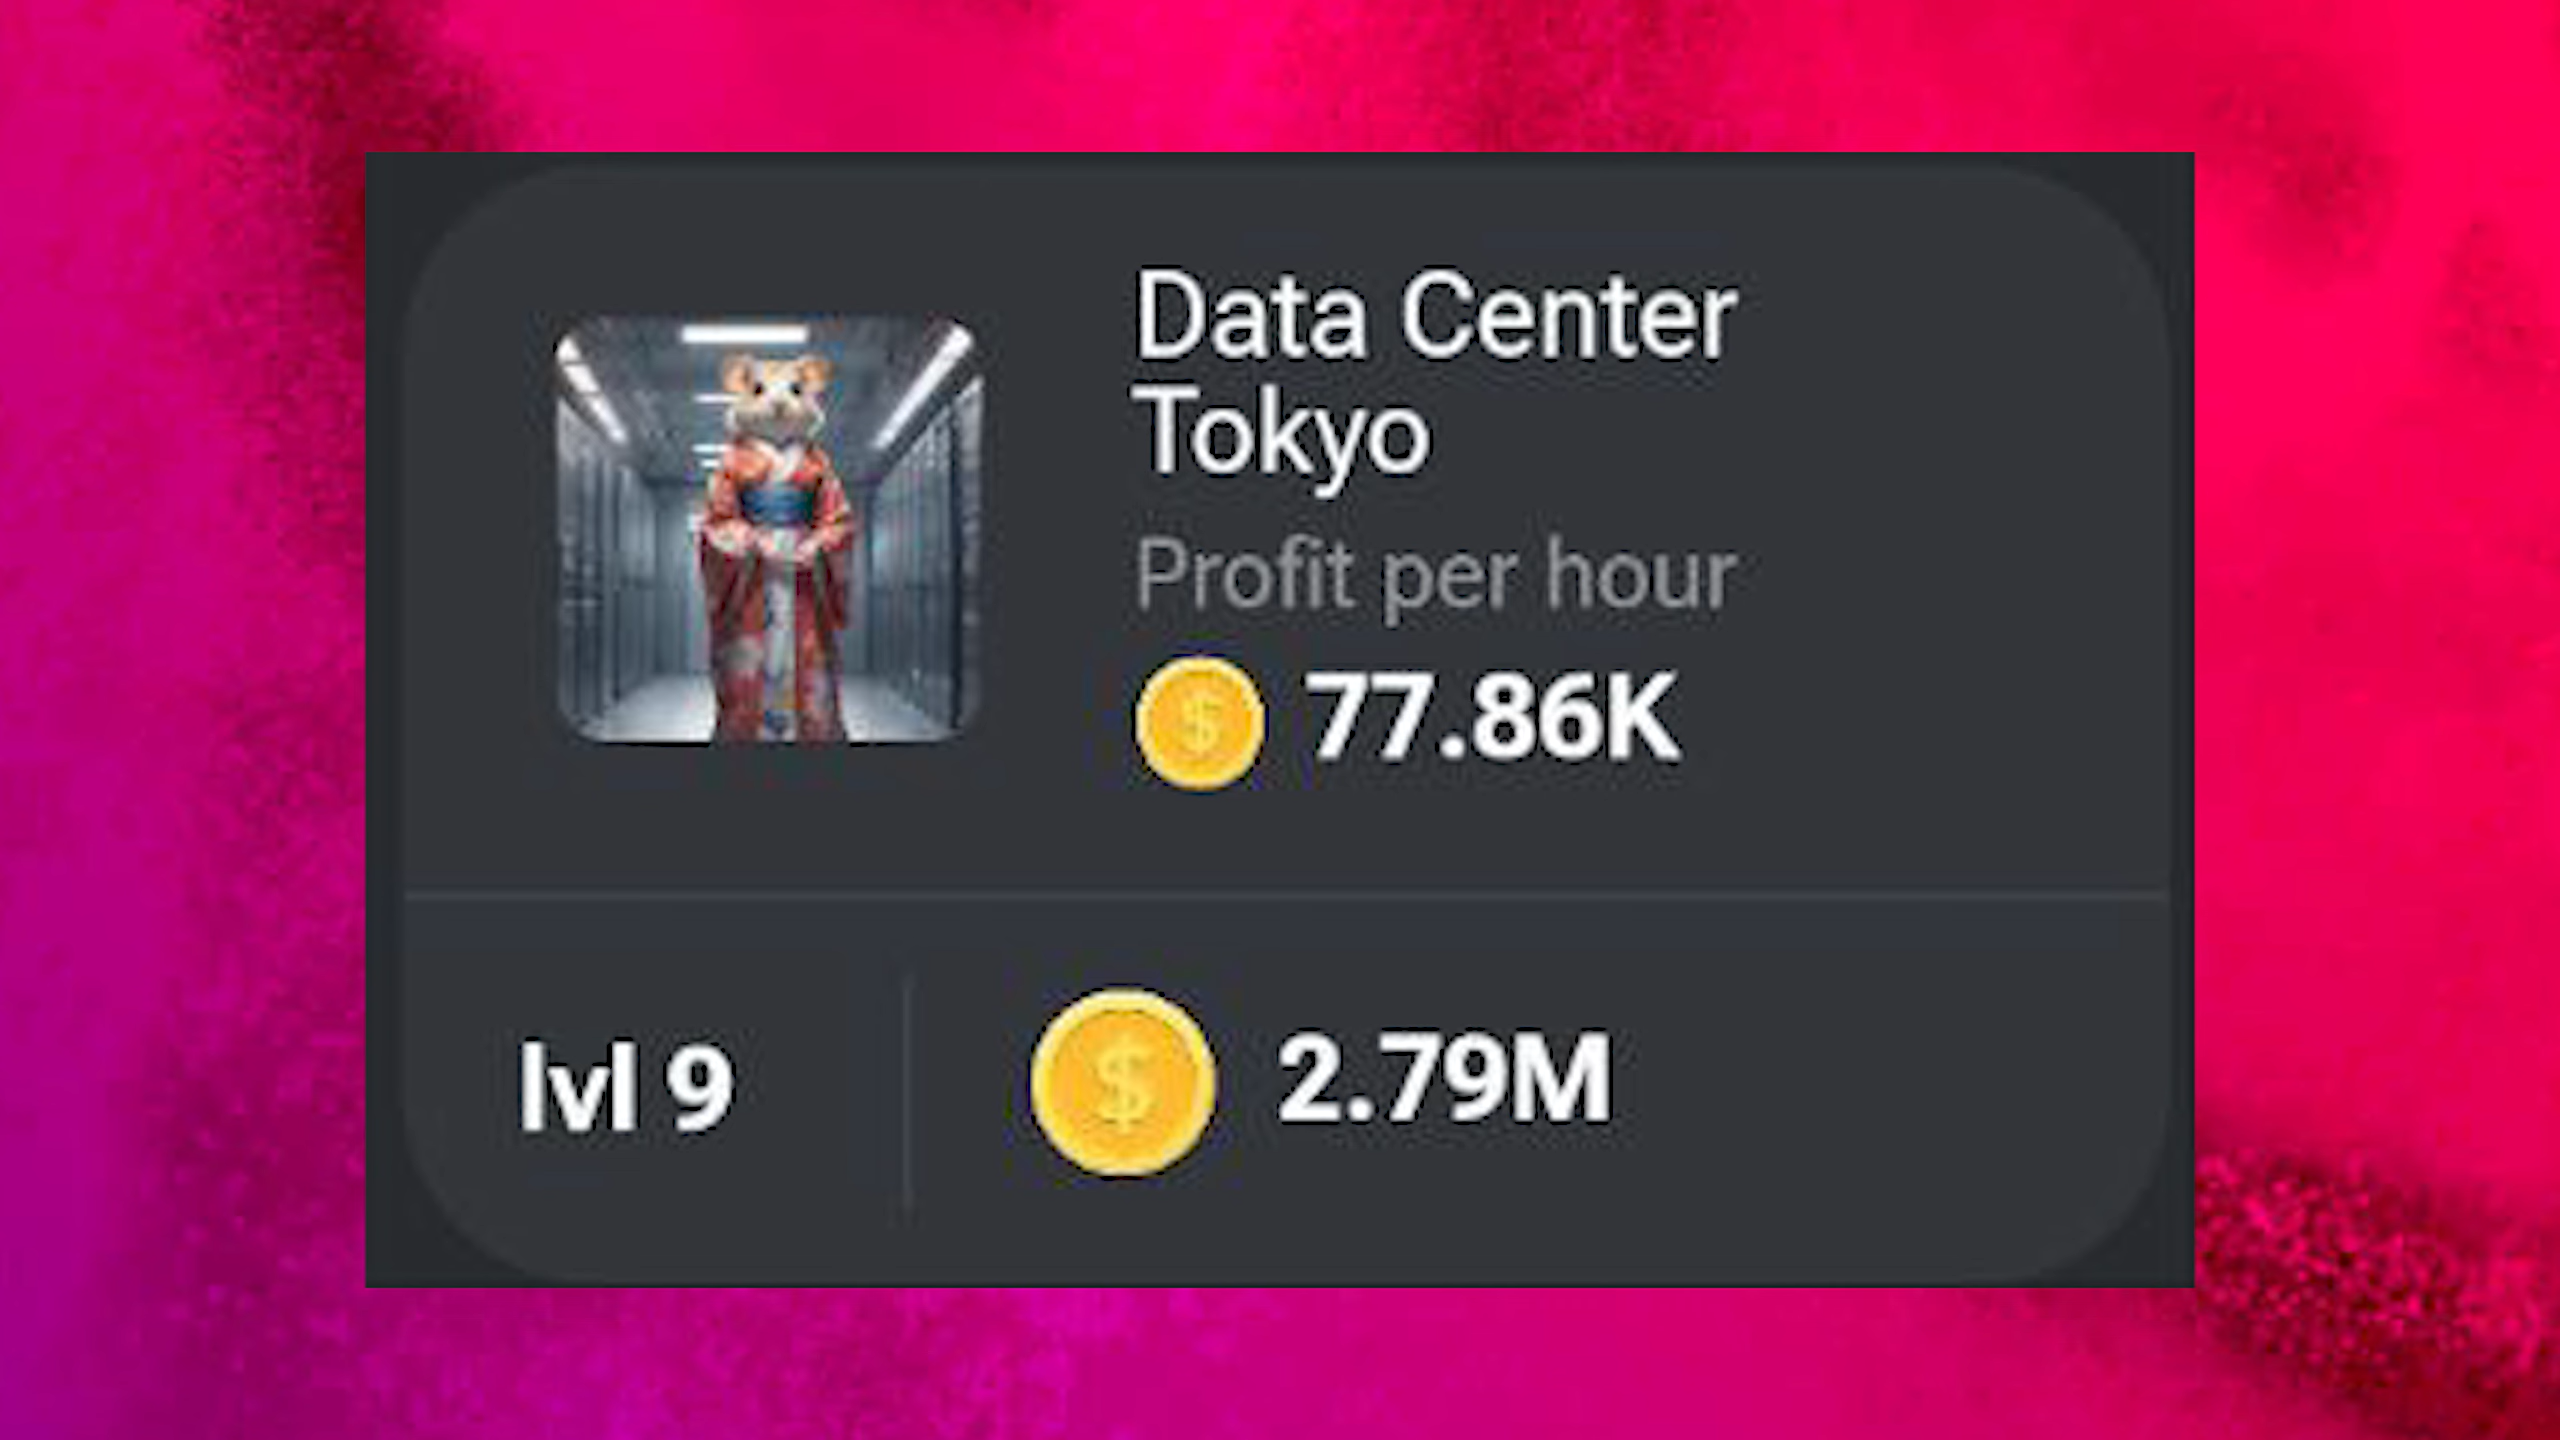 Data Center
Tokyo
Profit per hour
77.86K
lvl 9
2.79M